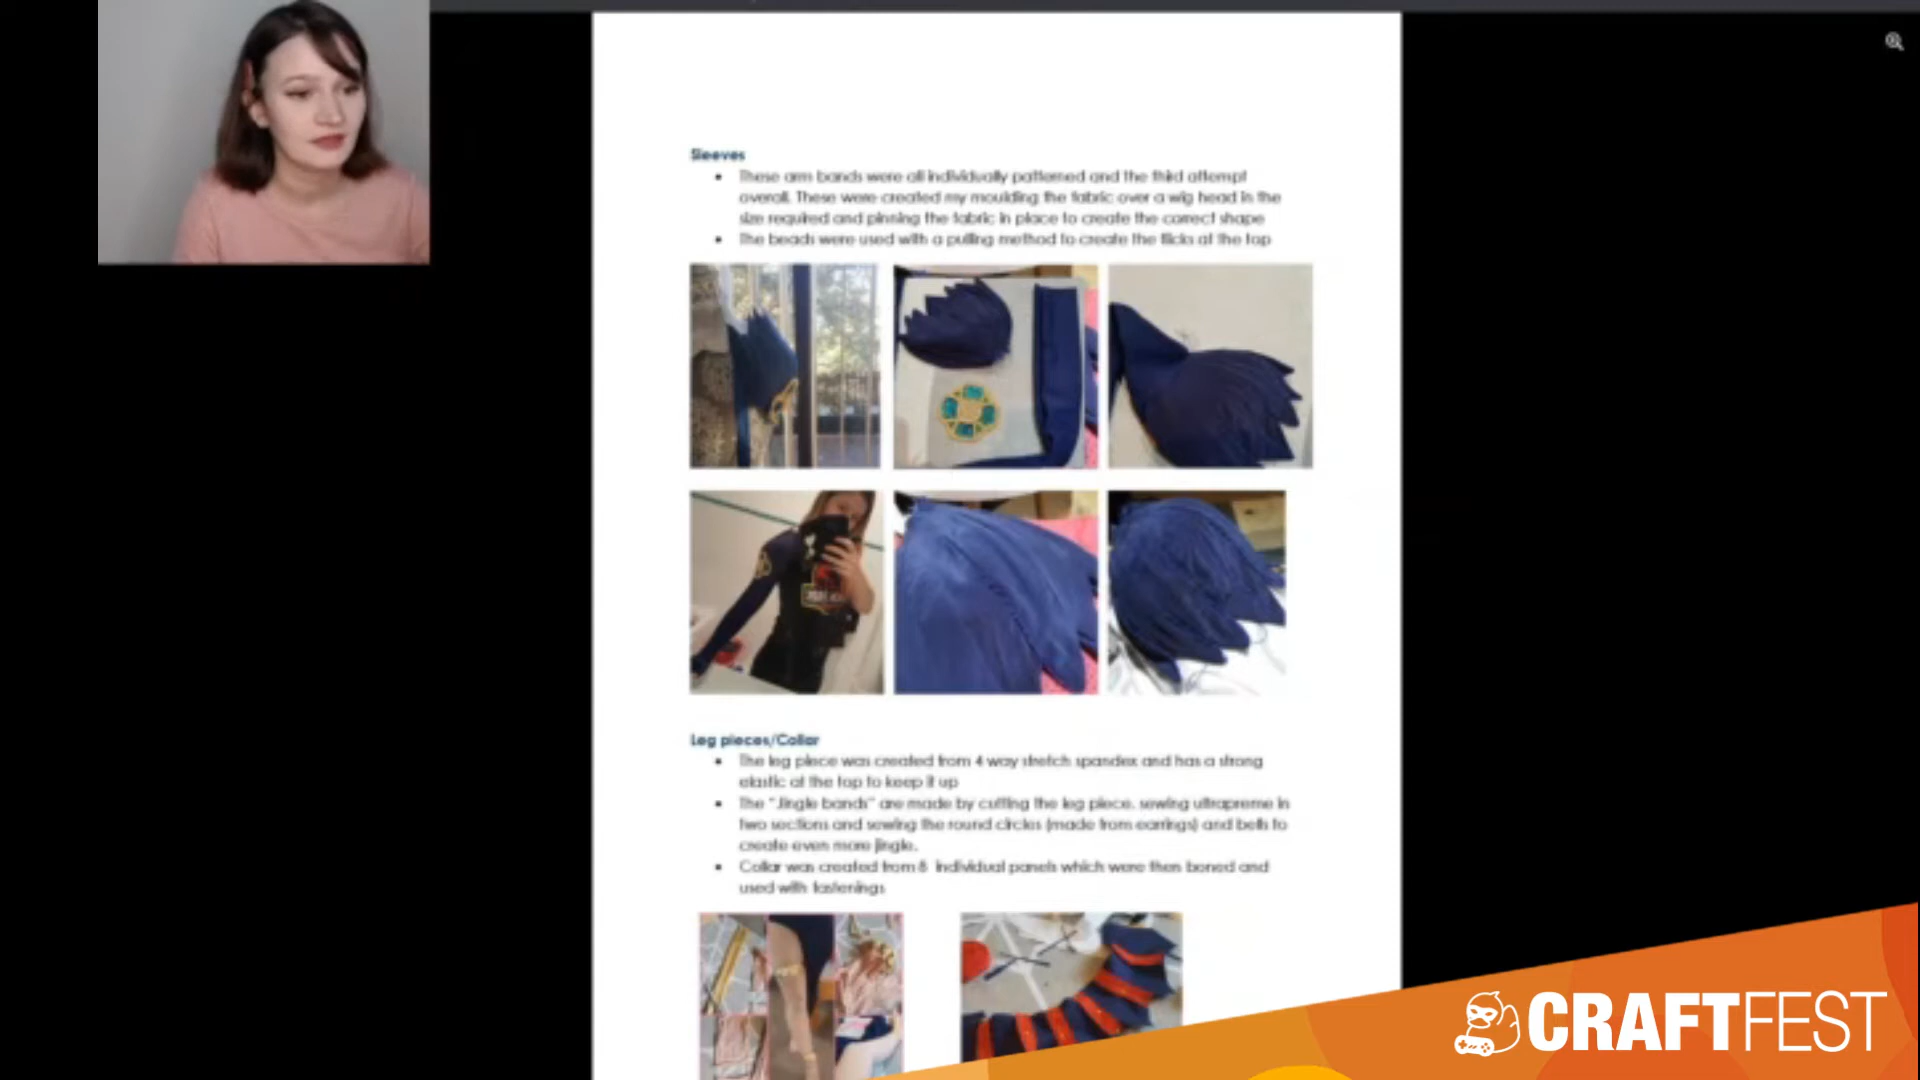 Sleeves
• These arm bands were all individually patterned and the third attempt
overall. These were created my moulding the fabric over a wig head in the
size required and pinning the fabric in place to create the correct shape
• The beads were used with a pulling method to create the flicks at the top
Leg pieces/Collar
• The leg piece was created from 4 way stretch spandex and has a strong
elastic at the top to keep it up
• The "Jingle bands" are made by cutting the leg piece, sewing ultrapreme in
two sections and sewing the round circles (made from earrings) and bells to
create even more jingle.
• Collar was created from 8 individual panels which were then boned and
used with fastenings
CRAFTFEST